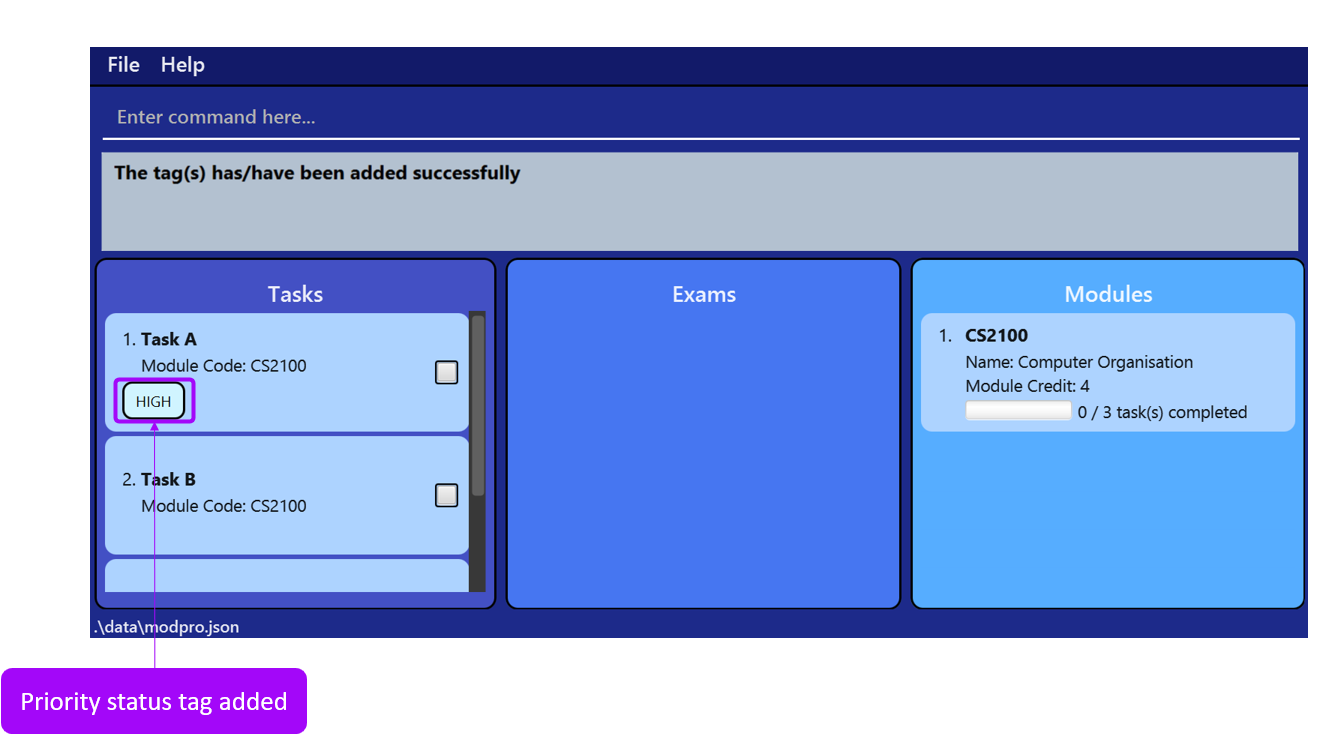 File Help
Enter command here...
The tag(s) has/have been added successfully
Tasks
1. Task A
Module Code: CS2100
HIGH
2. Task B
Module Code: CS2100
Exams
Modules
1. CS2100
Name: Computer Organisation
Module Credit: 4
0 / 3 task(s) completed
.\data\modpro.json
Priority status tag added